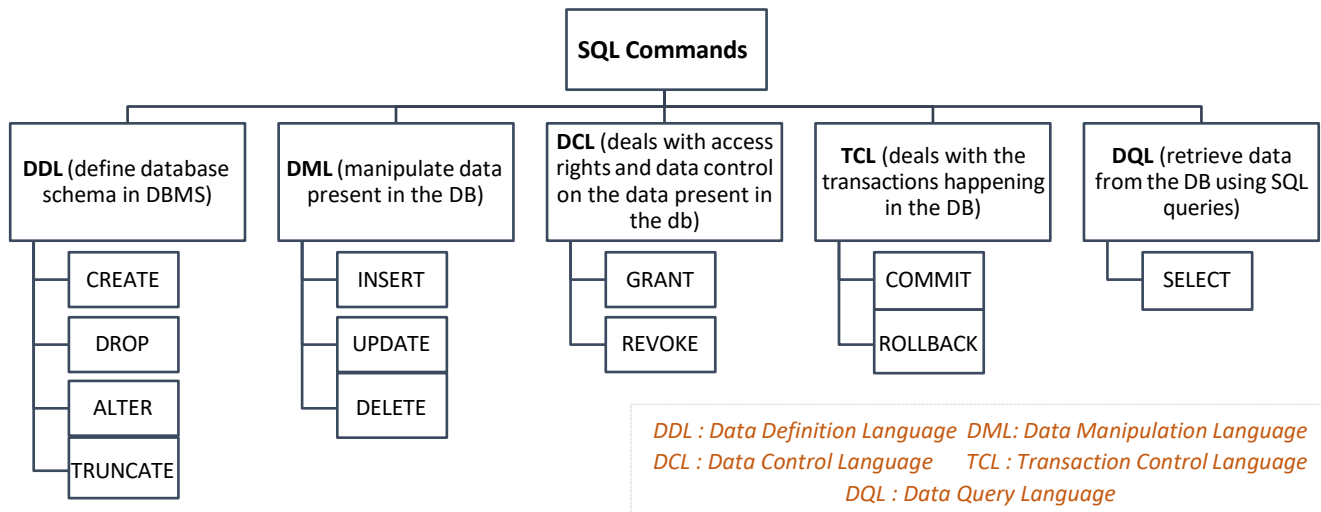 SQL Commands
DDL (define database
schema in DBMS)
CREATE
DROP
ALTER
TRUNCATE
DML (manipulate data
present in the DB)
INSERT
UPDATE
DELETE
DCL (deals with access
rights and data control
on the data present in
the db)
GRANT
REVOKE
TCL (deals with the
transactions happening
in the DB)
COMMIT
ROLLBACK
DQL (retrieve data
from the DB using SQL
queries)
SELECT
DDL : Data Definition Language DML: Data Manipulation Language
DCL : Data Control Language TCL : Transaction Control Language
DQL : Data Query Language